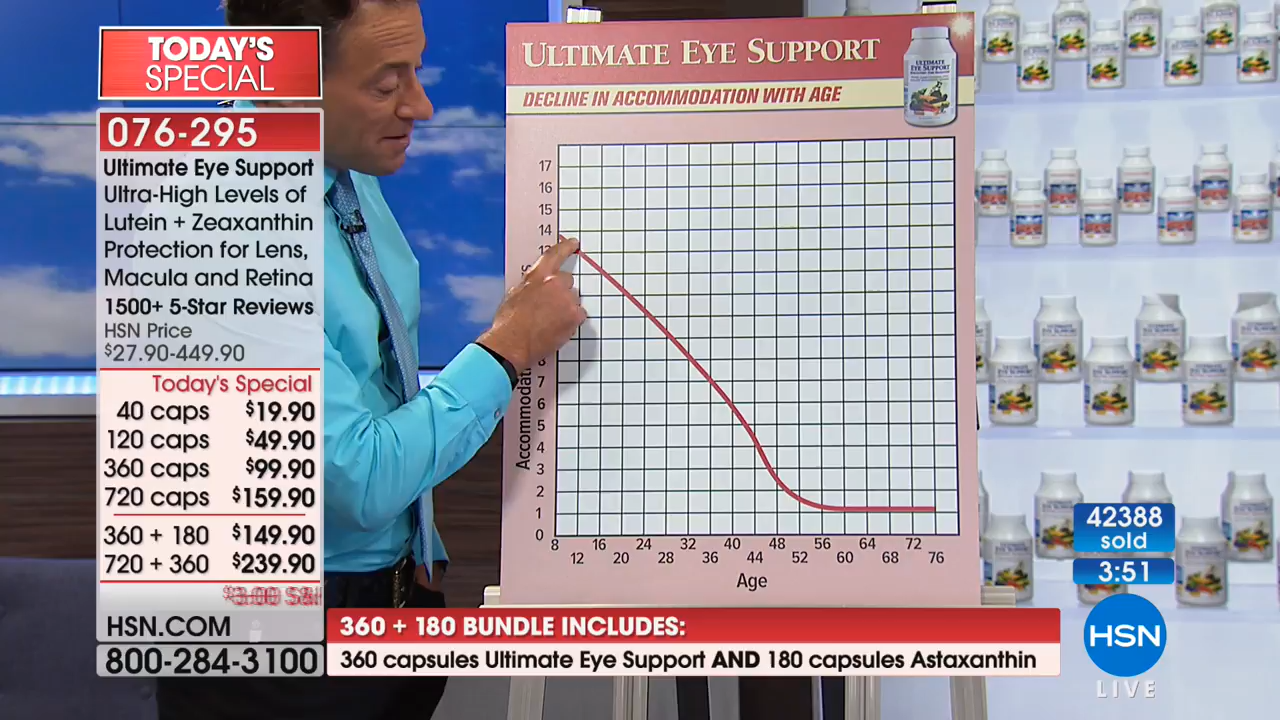 TODAY'S
SPECIAL
076-295
Ultimate Eye Support
Ultra-High Levels of
Lutein + Zeaxanthin
Protection for Lens,
Macula and Retina
1500+ 5-Star Reviews
HSN Price
$27.90-449.90
Today's Special
40 caps $19.90
120 caps $49.90
360 caps $99.90
720 caps $159.90
360 + 180 $149.90
720 + 360 $239.90
HSN.COM
800-284-3100
ULTIMATE EYE SUPPORT
DECLINE IN ACCOMMODATION WITH AGE
ULTIMATE
EYE SUPPORT
17
16
15
14
13
8
7
6
5
4
3
2
1
0
8 16 24 32 40 48 56 64 72
12 20 28 36 44 52 60 68 76
Age
42388
sold
3:51
HSN
LIVE
360 + 180 BUNDLE INCLUDES:
360 capsules Ultimate Eye Support AND 180 capsules Astaxanthin